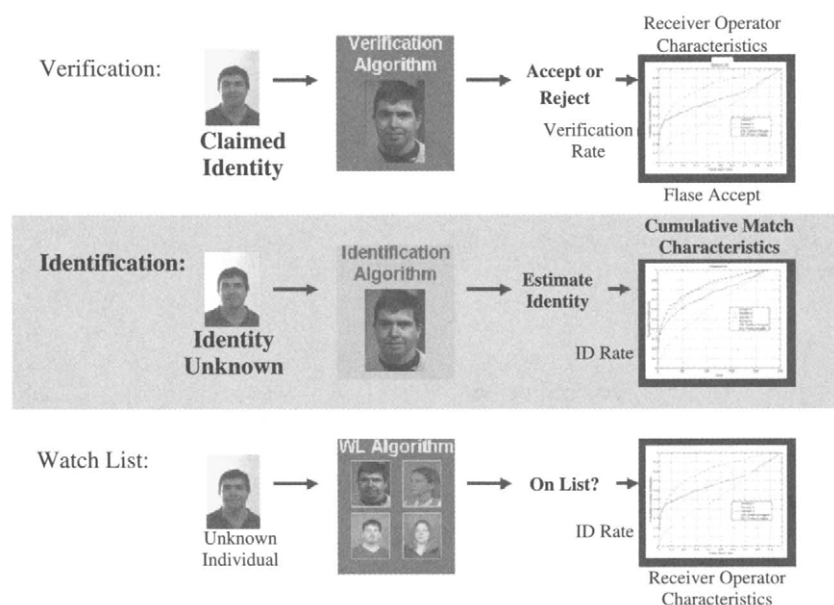 Receiver Operator
Characteristics
Verification:
Verification
Algorithm
Accept or
Reject
Verification
Rate
Claimed
Identity
Flase Accept
Cumulative Match
Characteristics
Identification:
Identification
Algorithm
Estimate
Identity
ID Rate
Identity
Unknown
Watch List:
WL Algorithm
On List?
ID Rate
Unknown
Individual
Receiver Operator
Characteristics